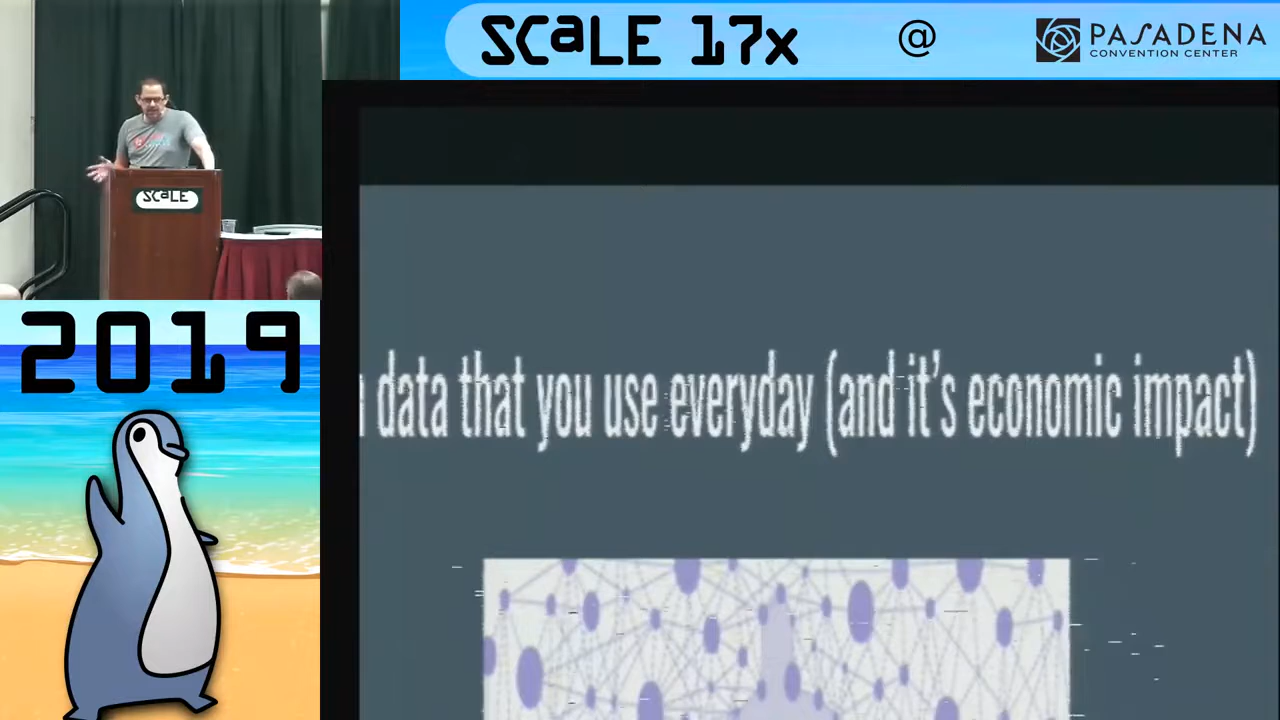 SCaLE 17x @ PASADENA
CONVENTION CENTER
SCaLE
2019
data that you use everyday (and it's economic impact)